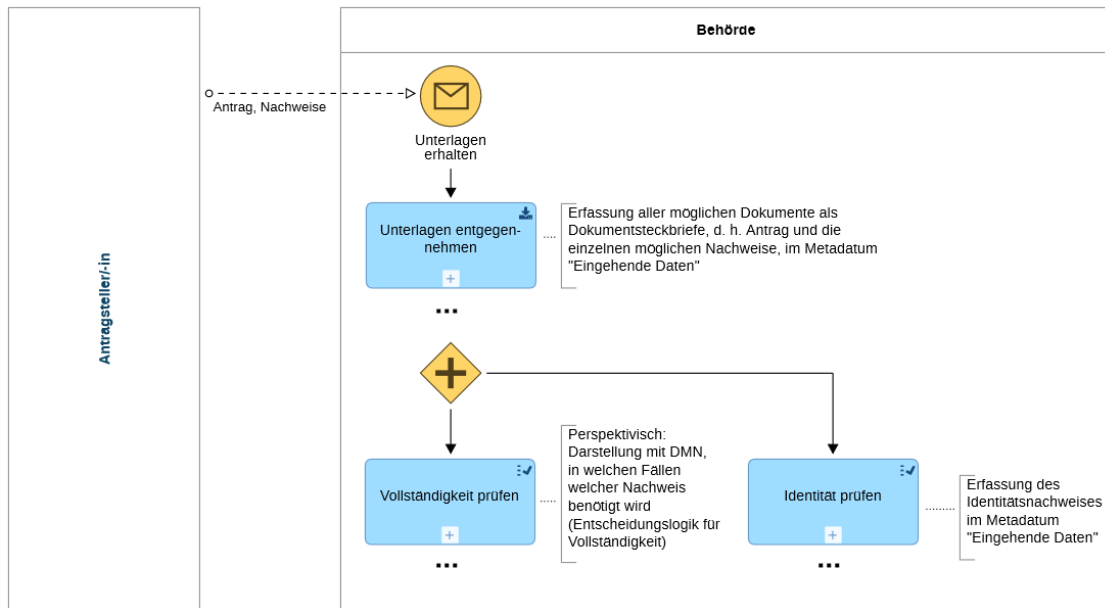 Behörde
Antragsteller/-in
Antrag, Nachweise
Unterlagen
erhalten
Unterlagen entgegen-
nehmen
Erfassung aller möglichen Dokumente als
Dokumentsteckbriefe, d. h. Antrag und die
einzelnen möglichen Nachweise, im Metadatum
"Eingehende Daten"
Vollständigkeit prüfen
Perspektivisch:
Darstellung mit DMN,
in welchen Fällen
welcher Nachweis
benötigt wird
(Entscheidungslogik für
Vollständigkeit)
Identität prüfen
Erfassung des
Identitätsnachweises
im Metadatum
"Eingehende Daten"